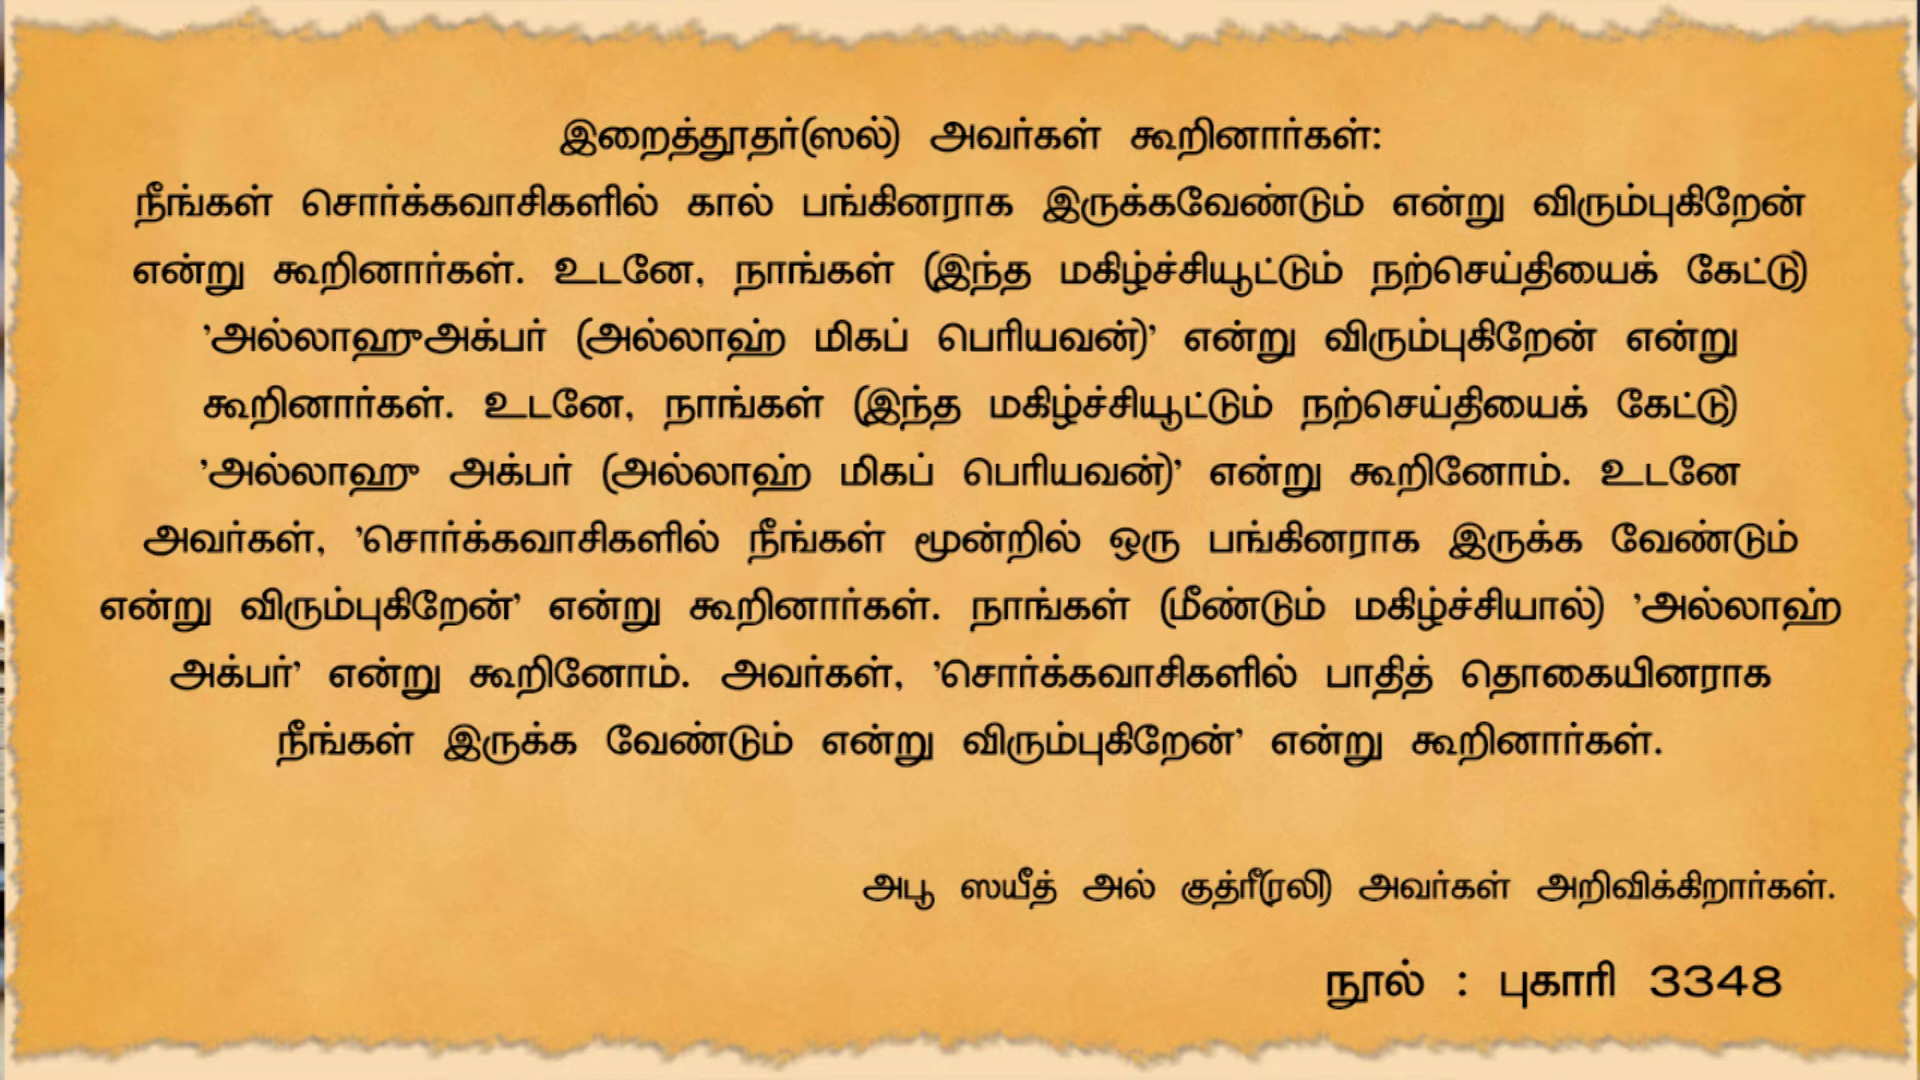 இறைத்தூதர்(ஸல்) அவர்கள் கூறினார்கள்:
நீங்கள் சொர்க்கவாசிகளில் கால் பங்கினராக இருக்கவேண்டும் என்று விரும்புகிறேன்
என்று கூறினார்கள். உடனே, நாங்கள் (இந்த மகிழ்ச்சியூட்டும் நற்செய்தியைக் கேட்டு)
'அல்லாஹுஅக்பர் (அல்லாஹ் மிகப் பெரியவன்)' என்று விரும்புகிறேன் என்று
கூறினார்கள். உடனே, நாங்கள் (இந்த மகிழ்ச்சியூட்டும் நற்செய்தியைக் கேட்டு)
'அல்லாஹு அக்பர் (அல்லாஹ் மிகப் பெரியவன்)' என்று கூறினோம். உடனே
அவர்கள், 'சொர்க்கவாசிகளில் நீங்கள் மூன்றில் ஒரு பங்கினராக இருக்க வேண்டும்
என்று விரும்புகிறேன்' என்று கூறினார்கள். நாங்கள் (மீண்டும் மகிழ்ச்சியால்) 'அல்லாஹ்
அக்பர்' என்று கூறினோம். அவர்கள், 'சொர்க்கவாசிகளில் பாதித் தொகையினராக
நீங்கள் இருக்க வேண்டும் என்று விரும்புகிறேன்' என்று கூறினார்கள்.
அபூ ஸயீத் அல் குத்ரீ(ரலி) அவர்கள் அறிவிக்கிறார்கள்.
நூல் : புகாரி 3348